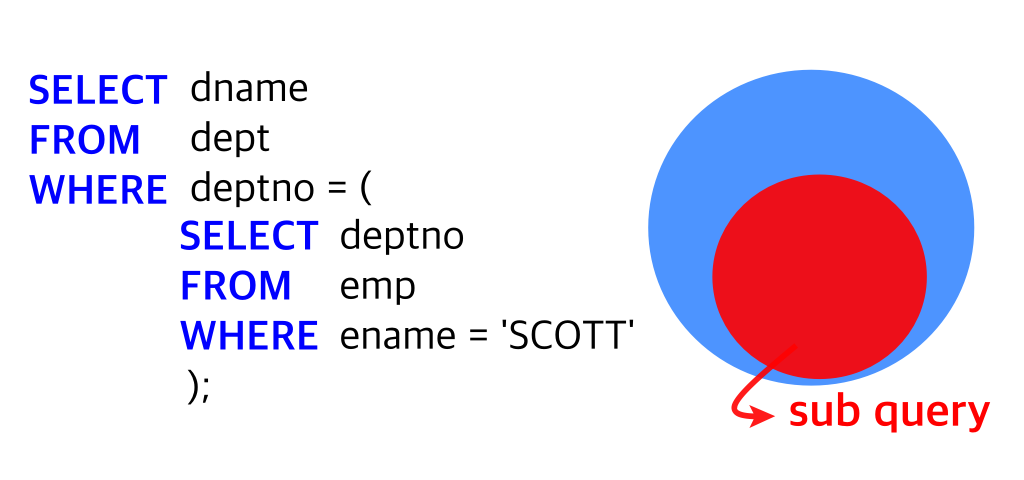 SELECT dname
FROM dept
WHERE deptno = (
SELECT deptno
FROM emp
WHERE ename = 'SCOTT'
);
sub query